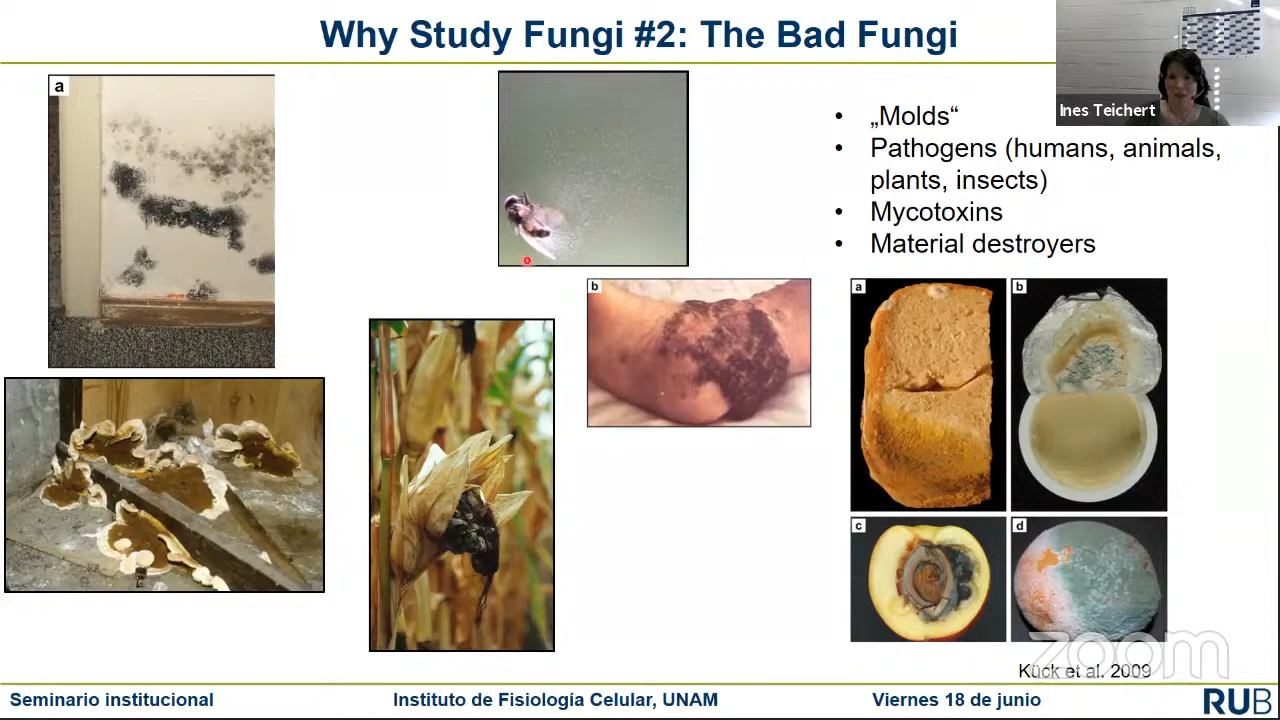 Why Study Fungi #2: The Bad Fungi
Ines Teichert
a
• „Molds“
• Pathogens (humans, animals,
plants, insects)
• Mycotoxins
• Material destroyers
b
a
b
c
d
zoom
Kück et al. 2009
Seminario institucional
Instituto de Fisiología Celular, UNAM
Viernes 18 de junio
RUB